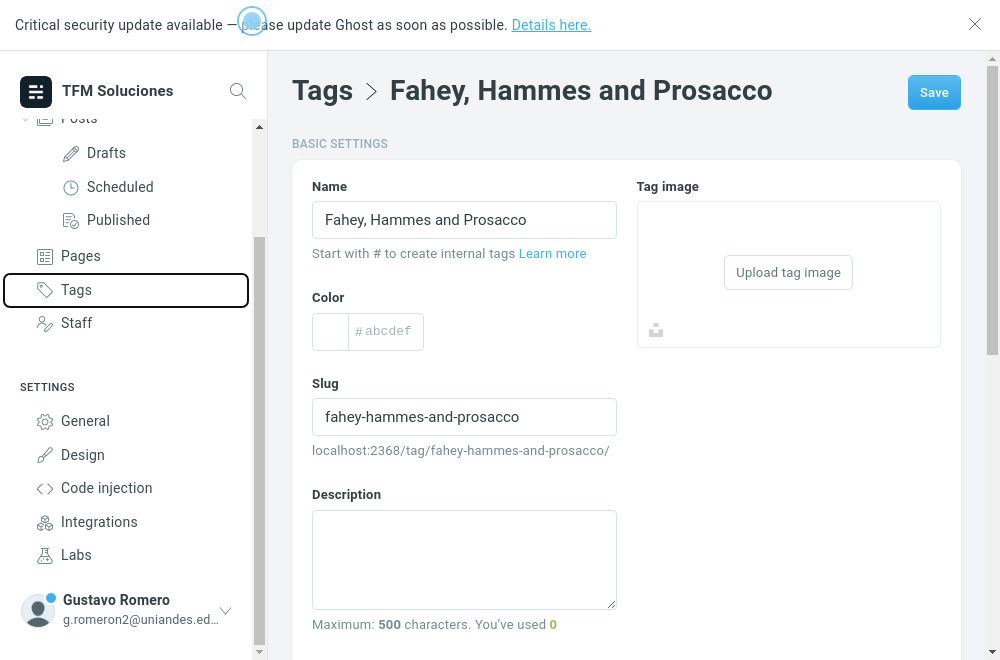 Critical security update available — please update Ghost as soon as possible. Details here.
TFM Soluciones
Posts
Drafts
Scheduled
Published
Pages
Tags
Staff
SETTINGS
General
Design
Code injection
Integrations
Labs
Gustavo Romero
g.romeron2@uniandes.ed...
Tags > Fahey, Hammes and Prosacco
Save
BASIC SETTINGS
Name
Fahey, Hammes and Prosacco
Start with # to create internal tags Learn more
Color
# abcdef
Slug
fahey-hammes-and-prosacco
localhost:2368/tag/fahey-hammes-and-prosacco/
Description
Maximum: 500 characters. You've used 0
Tag image
Upload tag image